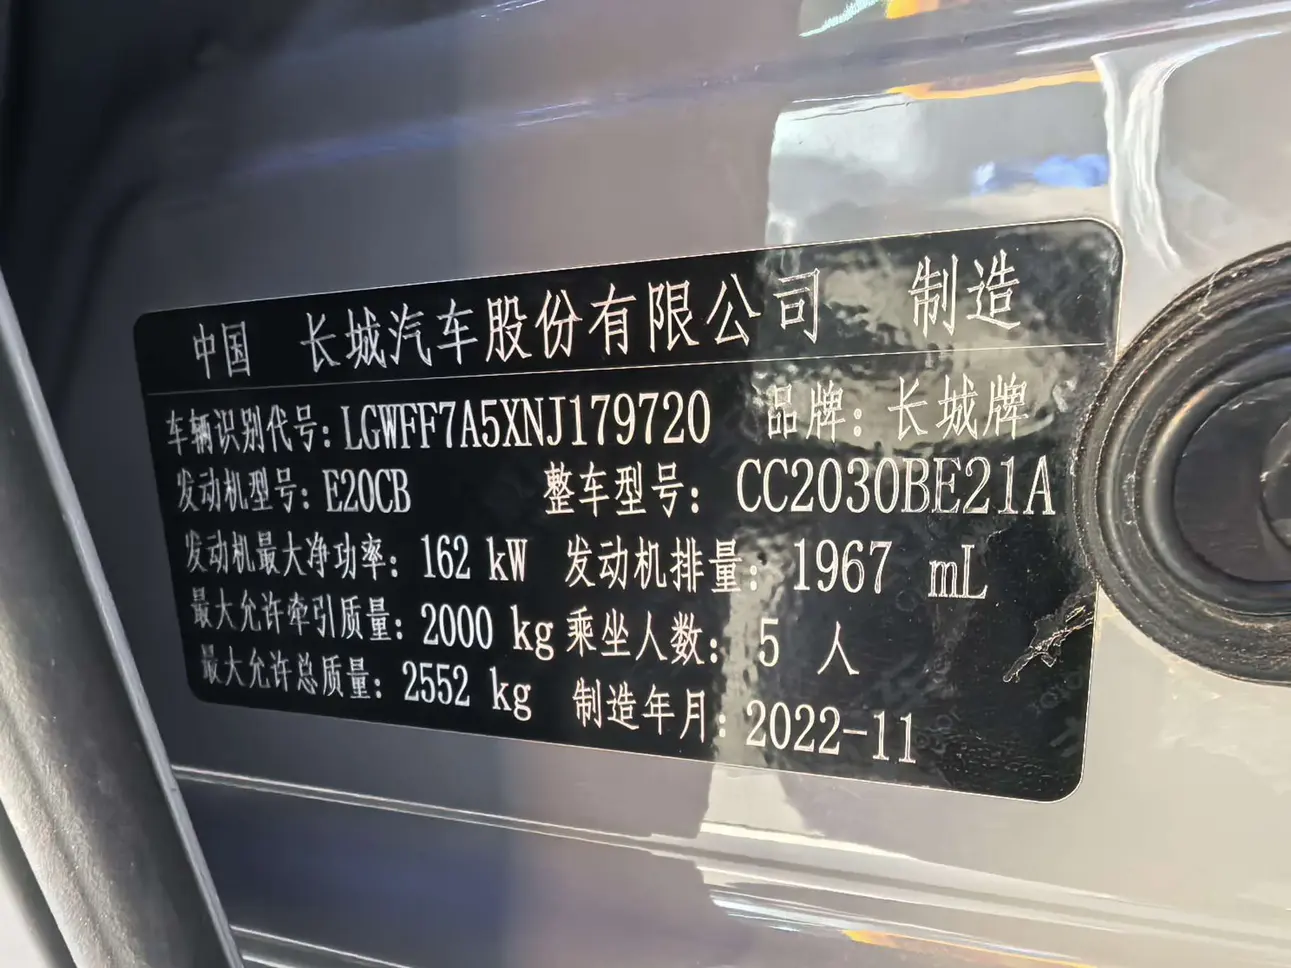 中国 长城汽车股份有限公司 制造
车辆识别代号: LGWFF7A5XNJ179720 品牌: 长城牌
发动机型号: E20CB 整车型号: CC2030BE21A
发动机最大净功率: 162 kW 发动机排量: 1967 mL
最大允许牵引质量: 2000 kg 乘坐人数: 5 人
最大允许总质量: 2552 kg 制造年月: 2022-11